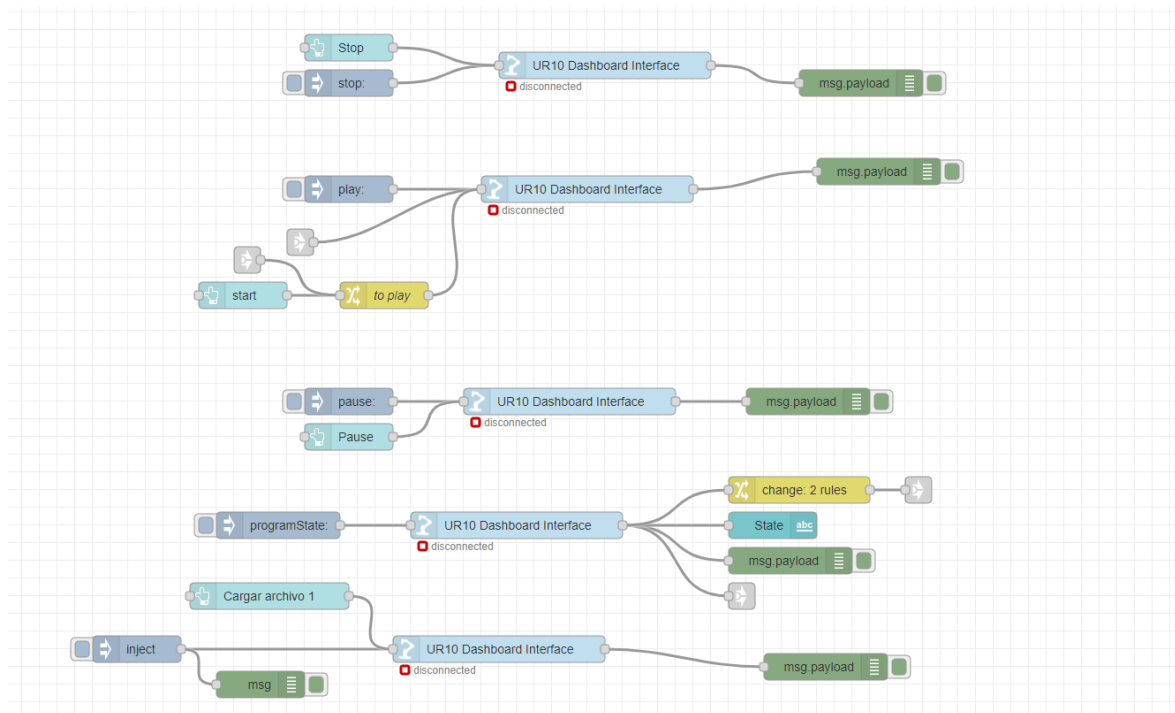 Stop
UR10 Dashboard Interface
stop:
disconnected
msg.payload
msg.payload
play:
UR10 Dashboard Interface
disconnected
start
to play
pause:
UR10 Dashboard Interface
msg.payload
disconnected
Pause
change: 2 rules
programState:
UR10 Dashboard Interface
State
abc
disconnected
msg.payload
Cargar archivo 1
inject
UR10 Dashboard Interface
disconnected
msg.payload
msg